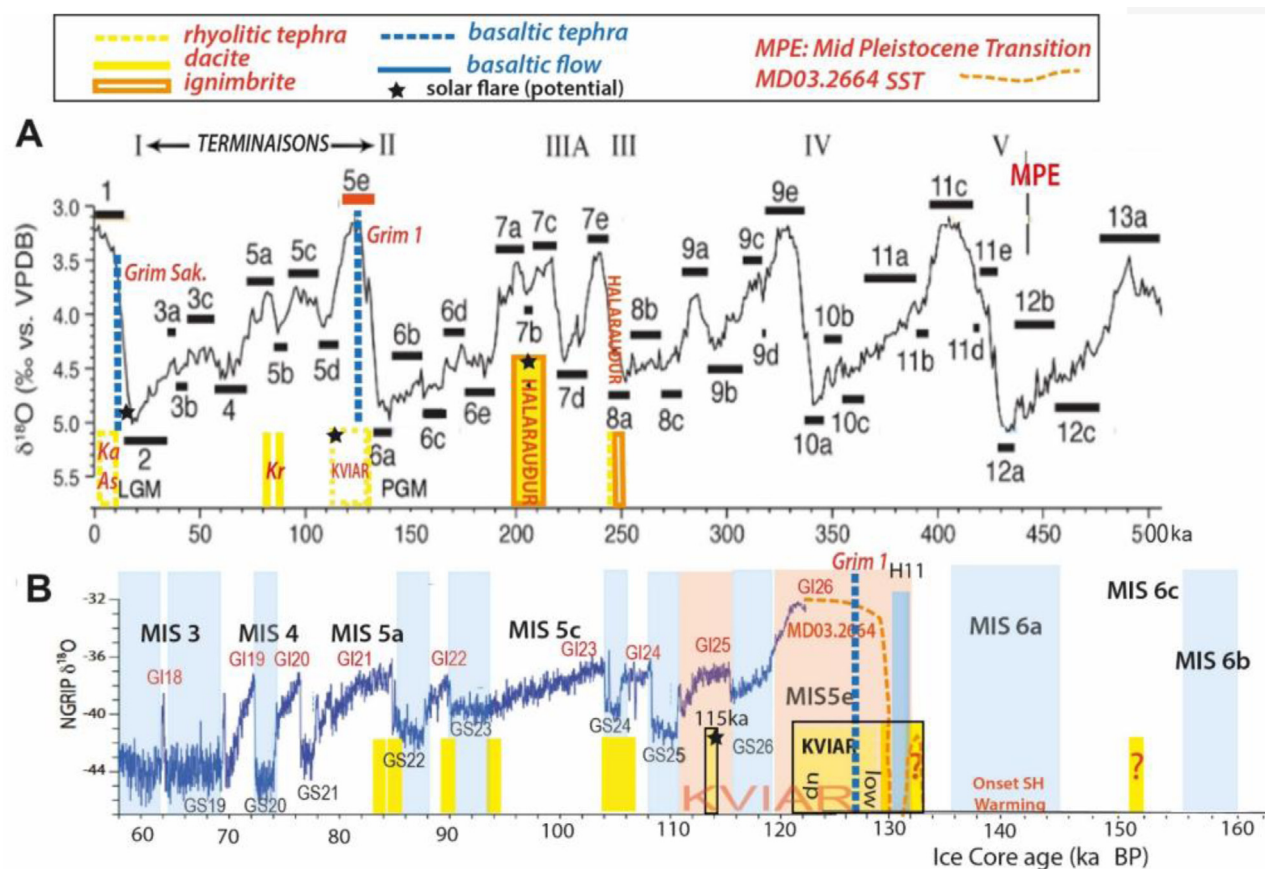 rhyolitic tephra
dacite
ignimbrite
basaltic tephra
basaltic flow
solar flare (potential)
MPE: Mid Pleistocene Transition
MD03.2664 SST
A
I TERMINAISONS II IIIA III IV V
MPE
1 5e 7a 7c 7e 9e 11c 13a
3.0
3.5
4.0
4.5
5.0
5.5
δ18O (‰ vs. VPDB)
Grim Sak.
Grim 1
3a 3c 5a 5c
3b 4 5b 5d
6b 6d
6a 6c 6e
7b 7d
HALARAUÐUR
HALARAUÐUR
8b
8a 8c
9a 9c
9b 9d
10b
10a 10c
11a 11e
11b 11d
12b
12a 12c
2
Ka
As
LGM
Kr
KVIAR
PGM
0 50 100 150 200 250 300 350 400 450 500 ka
B
Grim 1
H11
-32
-36
-40
-44
NGRIP δ18O
MIS 3 MIS 4 MIS 5a MIS 5c MIS5e MIS 6a MIS 6c MIS 6b
GI18 GI19 GI20 GI21 GI22 GI23 GI24 GI25 GI26
MD03.2664
GS19 GS20 GS21 GS22 GS23 GS24 GS25 GS26
115ka
KVIAR
up
low
?
KVIAR
Onset SH
Warming
?
60 70 80 90 100 110 120 130 140 150 160
Ice Core age (ka BP)